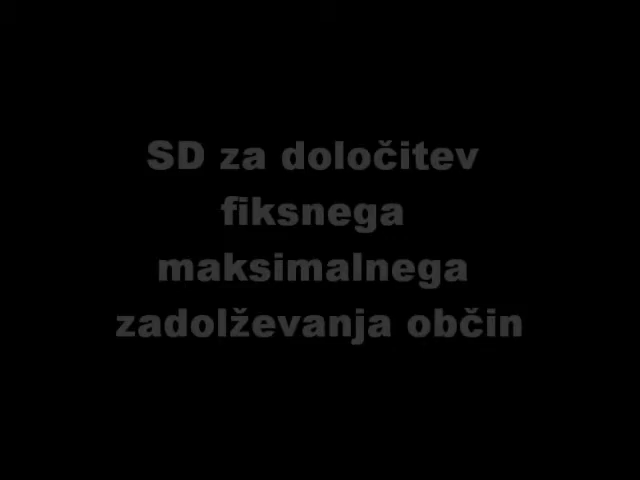 SD za določitev
fiksnega
maksimalnega
zadolževanja občin